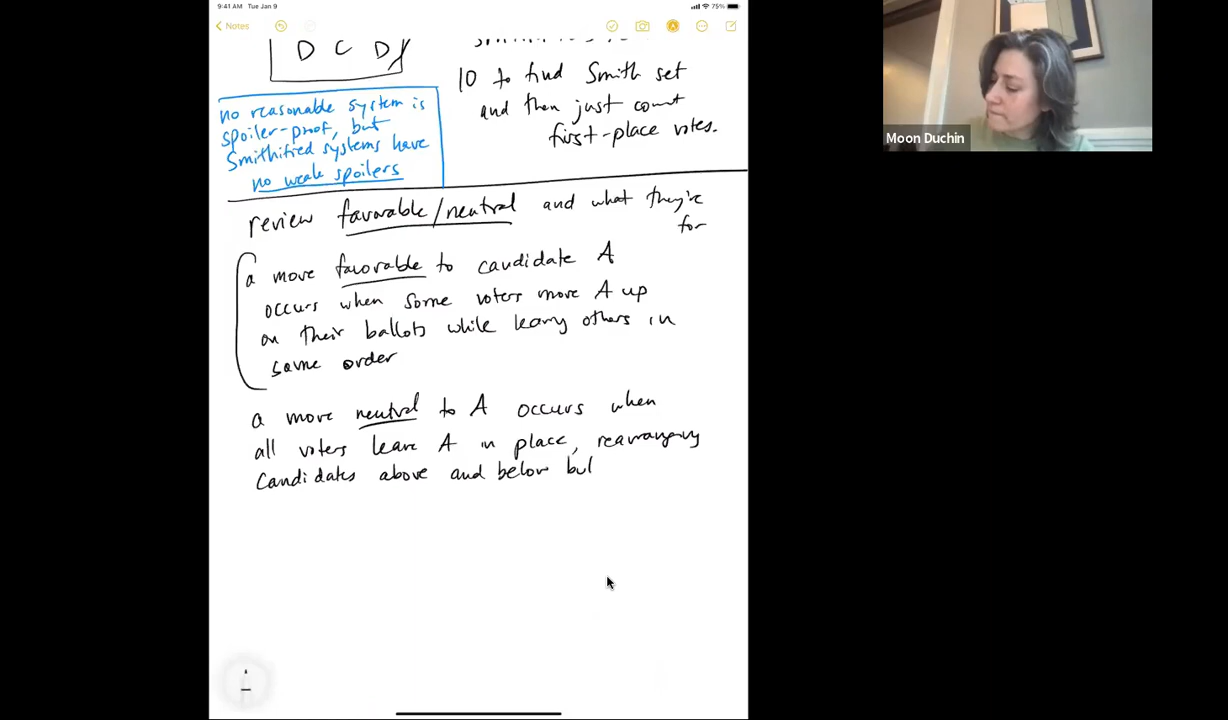 9:41 AM Tue Jan 9
75%
Notes
D C D
10 to find Smith set
and then just count
first-place votes.
no reasonable system is
spoiler-proof, but
Smithified systems have
no weak spoilers
review favorable/neutral and what they're
for
a move favorable to candidate A
occurs when some voters move A up
on their ballots while leavy others in
same order
a move neutral to A occurs when
all voters leave A in place, rearranging
candidates above and below but
Moon Duchin